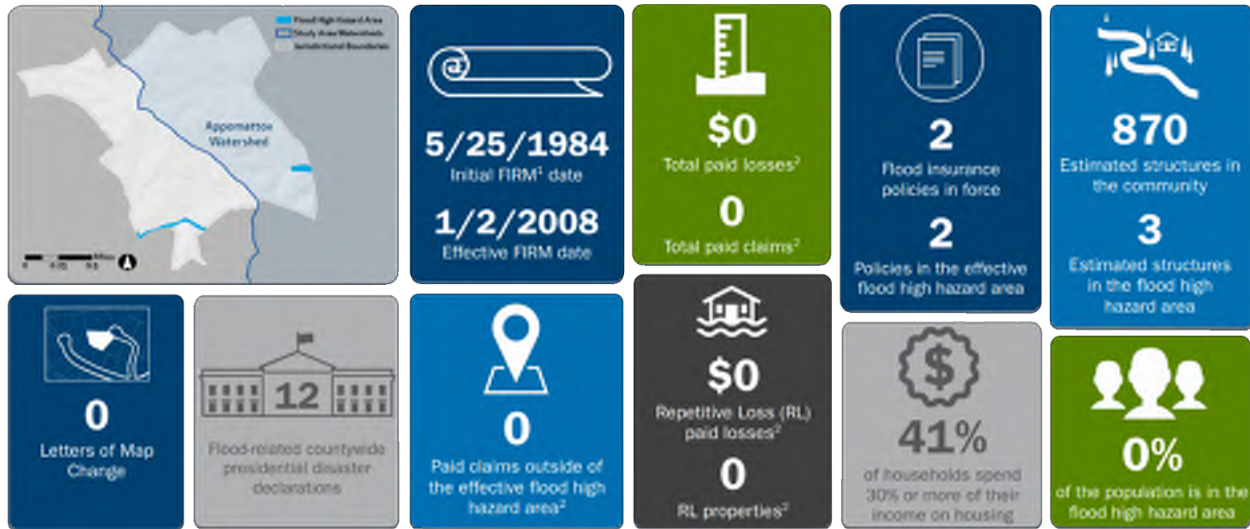 Flood High Hazard Area
Study Area Watersheds
Jurisdictional Boundaries
Appomattox
Watershed
Miles
0
5/25/1984
Initial FIRM¹ date
1/2/2008
Effective FIRM date
$0
Total paid losses²
0
Total paid claims²
2
Flood insurance
policies in force
2
Policies in the effective
flood high hazard area
870
Estimated structures in
the community
3
Estimated structures
in the flood high
hazard area
0
Letters of Map
Change
12
Flood-related countywide
presidential disaster
declarations
0
Paid claims outside of
the effective flood high
hazard area²
$0
Repetitive Loss (RL)
paid losses²
0
RL properties²
$
41%
of households spend
30% or more of their
income on housing
0%
of the population is in the
flood high hazard area